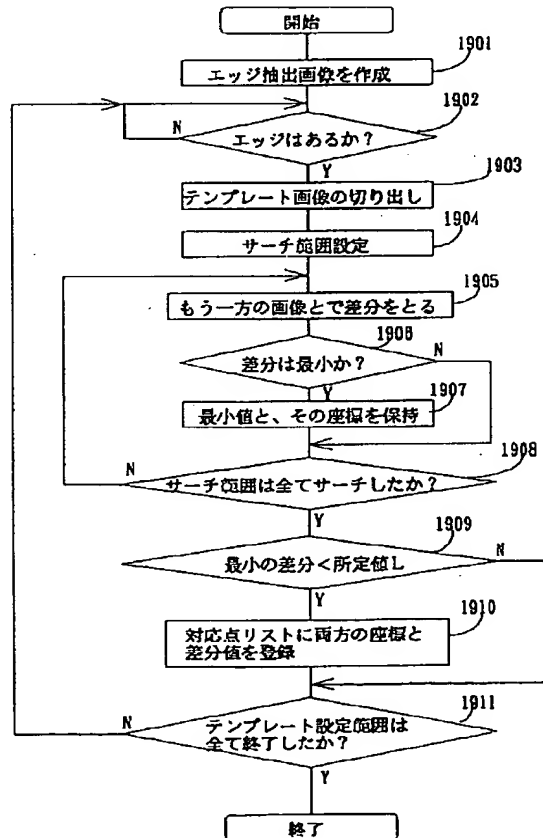 開始
1901
エッジ抽出画像を作成
1902
エッジはあるか?
N
Y
1903
テンプレート画像の切り出し
1904
サーチ範囲設定
1905
もう一方の画像とで差分をとる
1906
差分は最小か?
N
Y
1907
最小値と、その座標を保持
1908
サーチ範囲は全てサーチしたか?
N
Y
1909
最小の差分<所定値し
N
Y
1910
対応点リストに両方の座標と
差分値を登録
1911
テンプレート設定範囲は
全て終了したか?
N
Y
終了